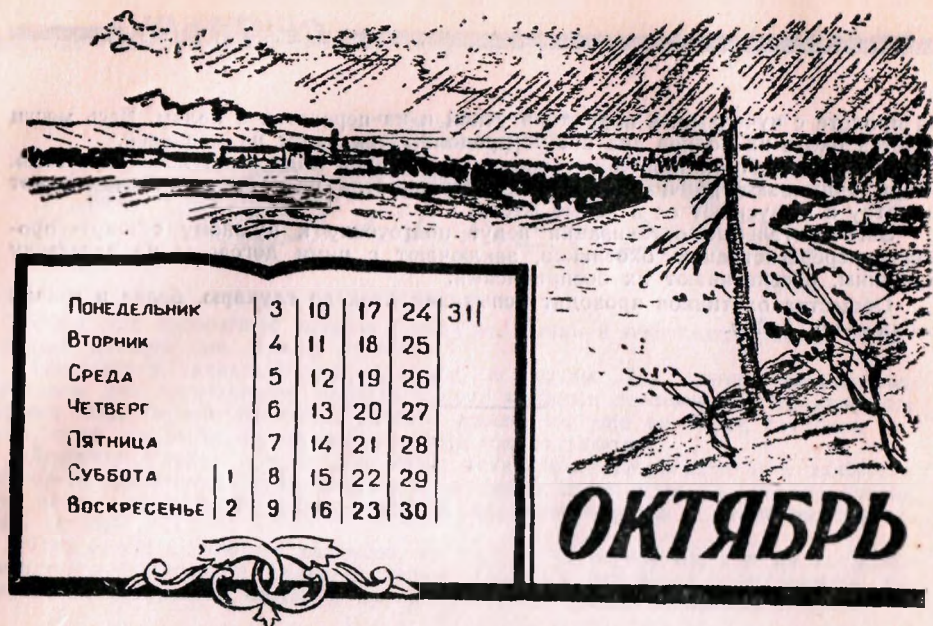 Понедельник 3 10 17 24 31
Вторник 4 11 18 25
Среда 5 12 19 26
Четверг 6 13 20 27
Пятница 7 14 21 28
Суббота 1 8 15 22 29
Воскресенье 2 9 16 23 30
ОКТЯБРЬ